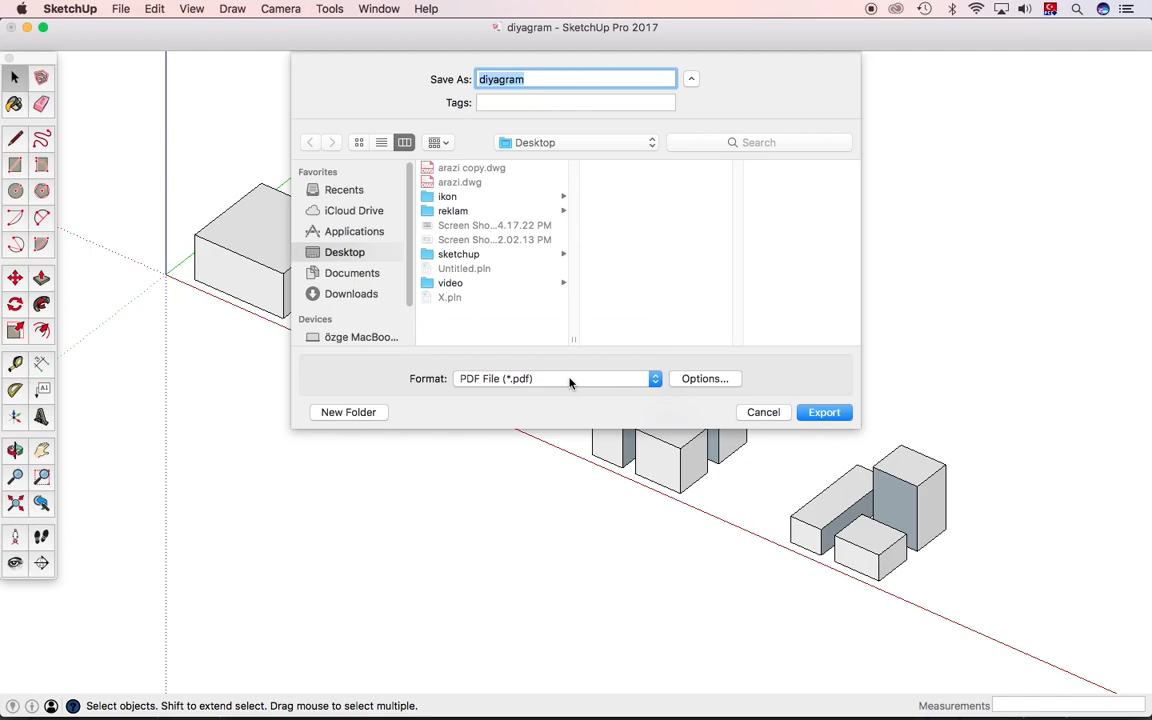 SketchUp File Edit View Draw Camera Tools Window Help
diyagram - SketchUp Pro 2017
Save As: diyagram
Tags:
Desktop
Search
Favorites
Recents
iCloud Drive
Applications
Desktop
Documents
Downloads
Devices
özge MacBoo...
arazi copy.dwg
arazi.dwg
ikon
reklam
Screen Sho...4.17.22 PM
Screen Sho...2.02.13 PM
sketchup
Untitled.pln
video
X.pln
Format: PDF File (*.pdf) Options...
New Folder Cancel Export
Select objects. Shift to extend select. Drag mouse to select multiple. Measurements